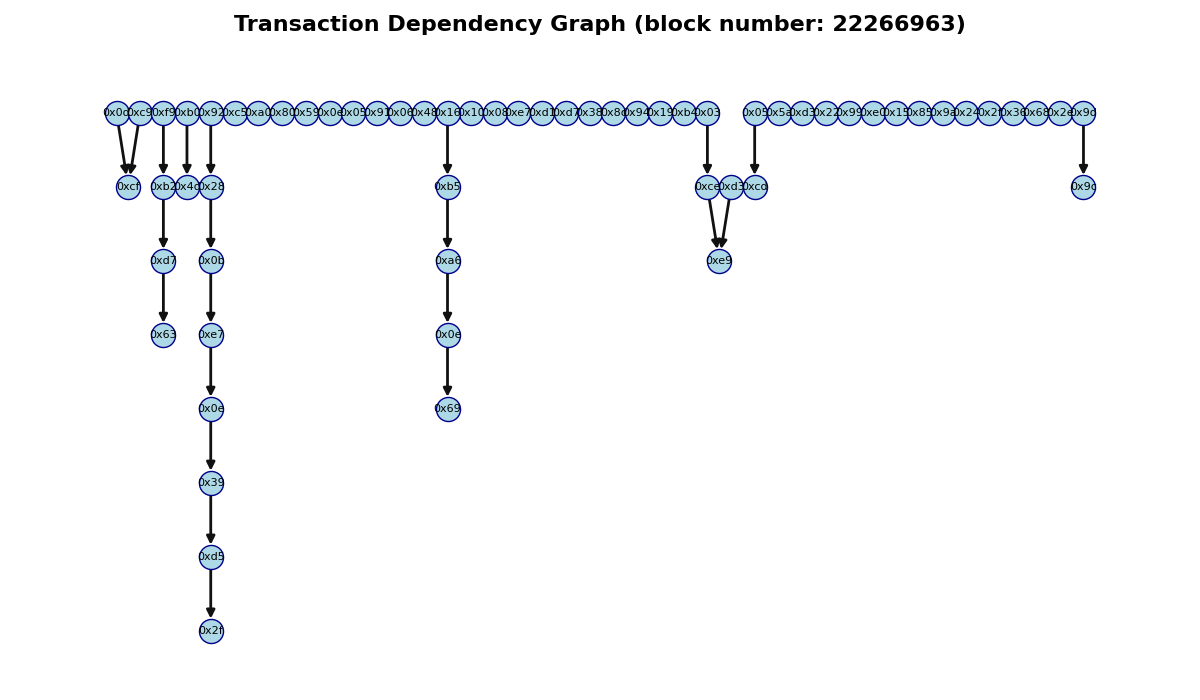 Transaction Dependency Graph (block number: 22266963)
0xc9 0xf9 0xb0 0x92 0xc5 0xa0 0x80 0x59 0x0e 0x05 0x91 0x06 0x48 0x16 0x10 0x08 0xe7 0xd1 0xd7 0x38 0x94 0x19 0xb4 0x03 0x05 0x5a 0xd3 0x22 0x99 0xe0 0x15 0x85 0x9a 0x24 0x2f 0x36 0x68 0x2e 0x9d
0xcf 0xb2 0x28 0xb5 0xce 0xd3 0xcd 0x9c
0xd7 0x0b 0xa6 0xe9
0x63 0xe7 0x0e
0x0e 0x69
0x39
0xd5
0x2f